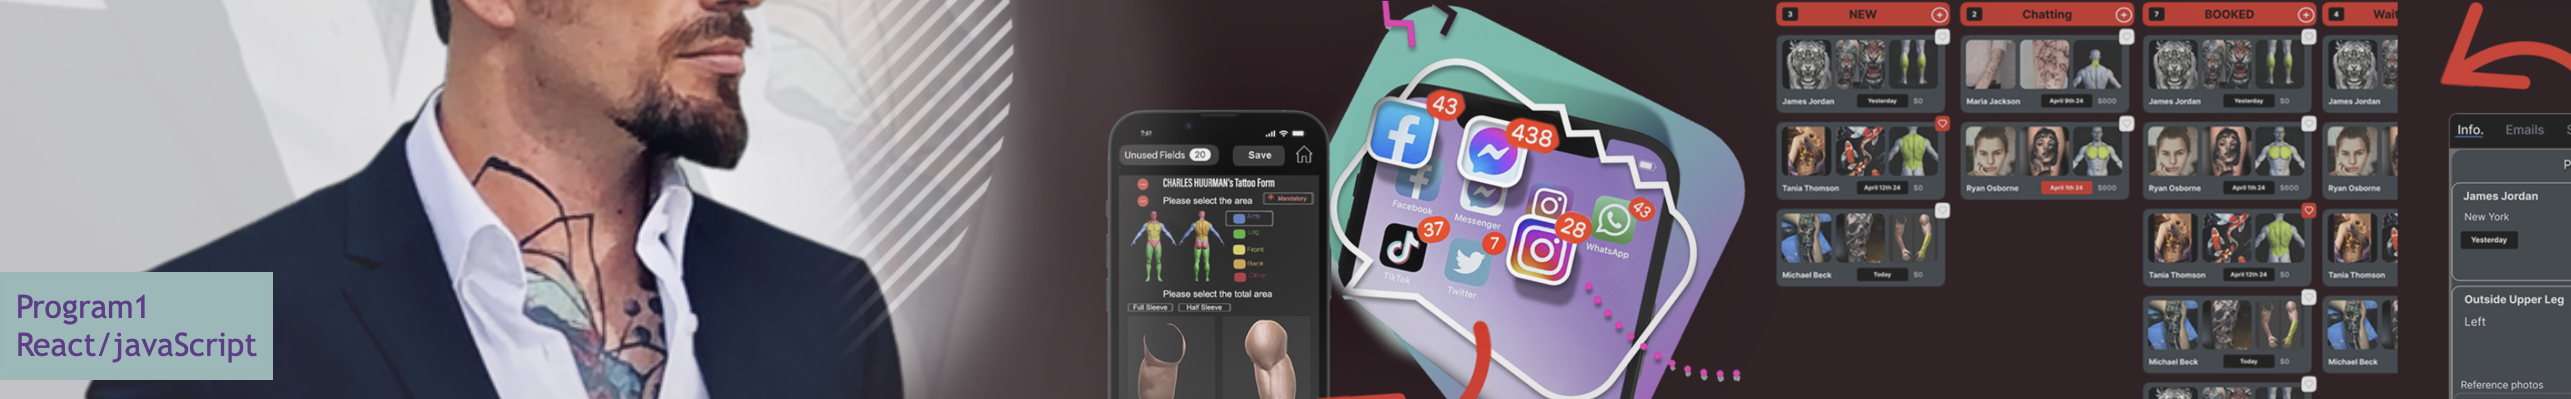 Program1
React/javaScript
7:61
Unused Fields 20 Save
CHARLES HUURMAN's Tattoo Form
Please select the area
Mandatory
Arm
Leg
Front
Back
Other
Please select the total area
Full Sleeve Half Sleeve
43
438
Facebook
Messenger
WhatsApp
43
37
7
28
TikTok
Twitter
3 NEW
James Jordan Yesterday $0
Tania Thomson April 12th 24 $0
Michael Beck Today $0
2 Chatting
Maria Jackson April 9th 24 $600
Ryan Osborne April 1th 24 $600
7 BOOKED
James Jordan Yesterday $0
Ryan Osborne April 1th 24 $600
Tania Thomson April 12th 24 $0
Michael Beck Today $0
4 Wait
James Jordan
Ryan Osborne
Tania Thomson
Michael Beck
Info. Emails S
P
James Jordan
New York
Yesterday
Outside Upper Leg
Left
Reference photos